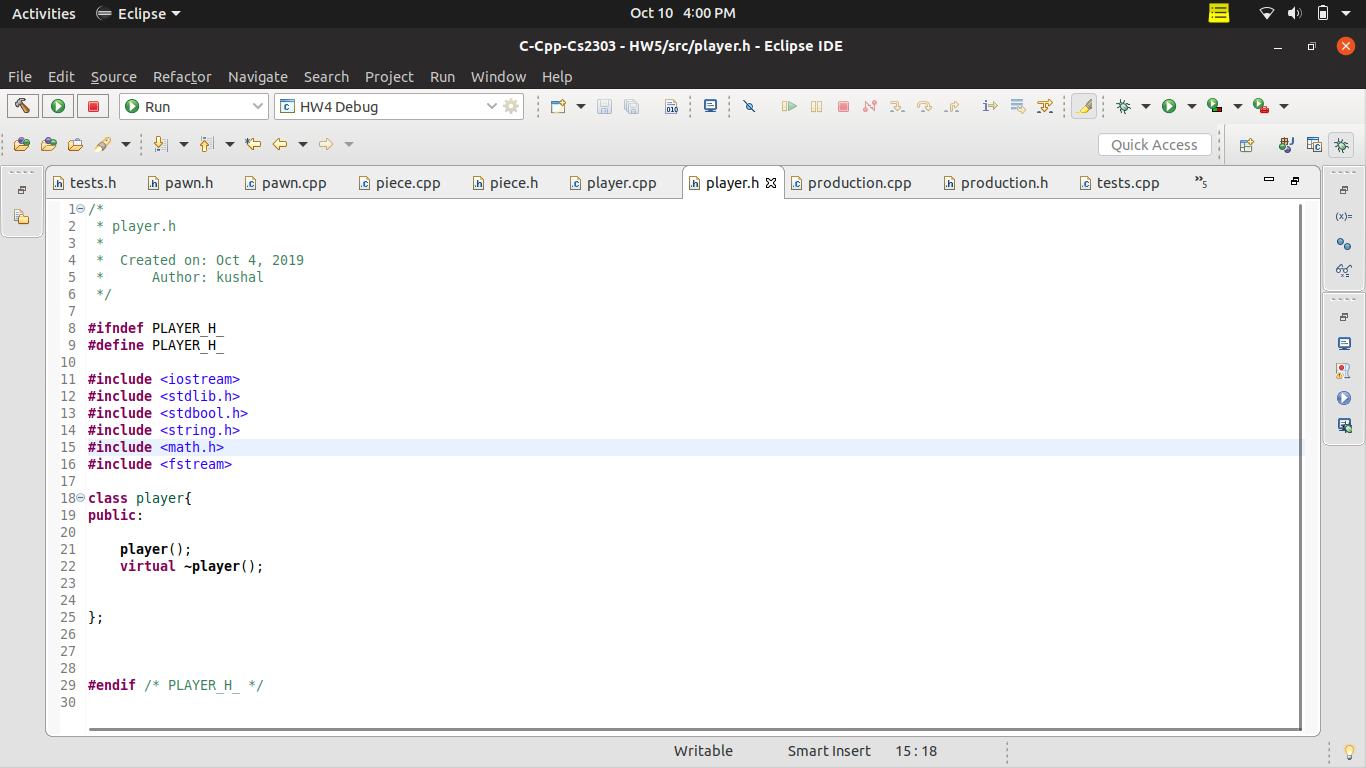 Activities Eclipse Oct 10 4:00 PM
C-Cpp-Cs2303 - HW5/src/player.h - Eclipse IDE
File Edit Source Refactor Navigate Search Project Run Window Help
Run HW4 Debug
Quick Access
tests.h pawn.h pawn.cpp piece.cpp piece.h player.cpp player.h production.cpp production.h tests.cpp »5
1 /*
2  * player.h
3  *
4  *  Created on: Oct 4, 2019
5  *      Author: kushal
6  */
7
8 #ifndef PLAYER_H_
9 #define PLAYER_H_
10
11 #include <iostream>
12 #include <stdlib.h>
13 #include <stdbool.h>
14 #include <string.h>
15 #include <math.h>
16 #include <fstream>
17
18 class player{
19 public:
20
21     player();
22     virtual ~player();
23
24
25 };
26
27
28
29 #endif /* PLAYER_H_ */
30
Writable Smart Insert 15 : 18